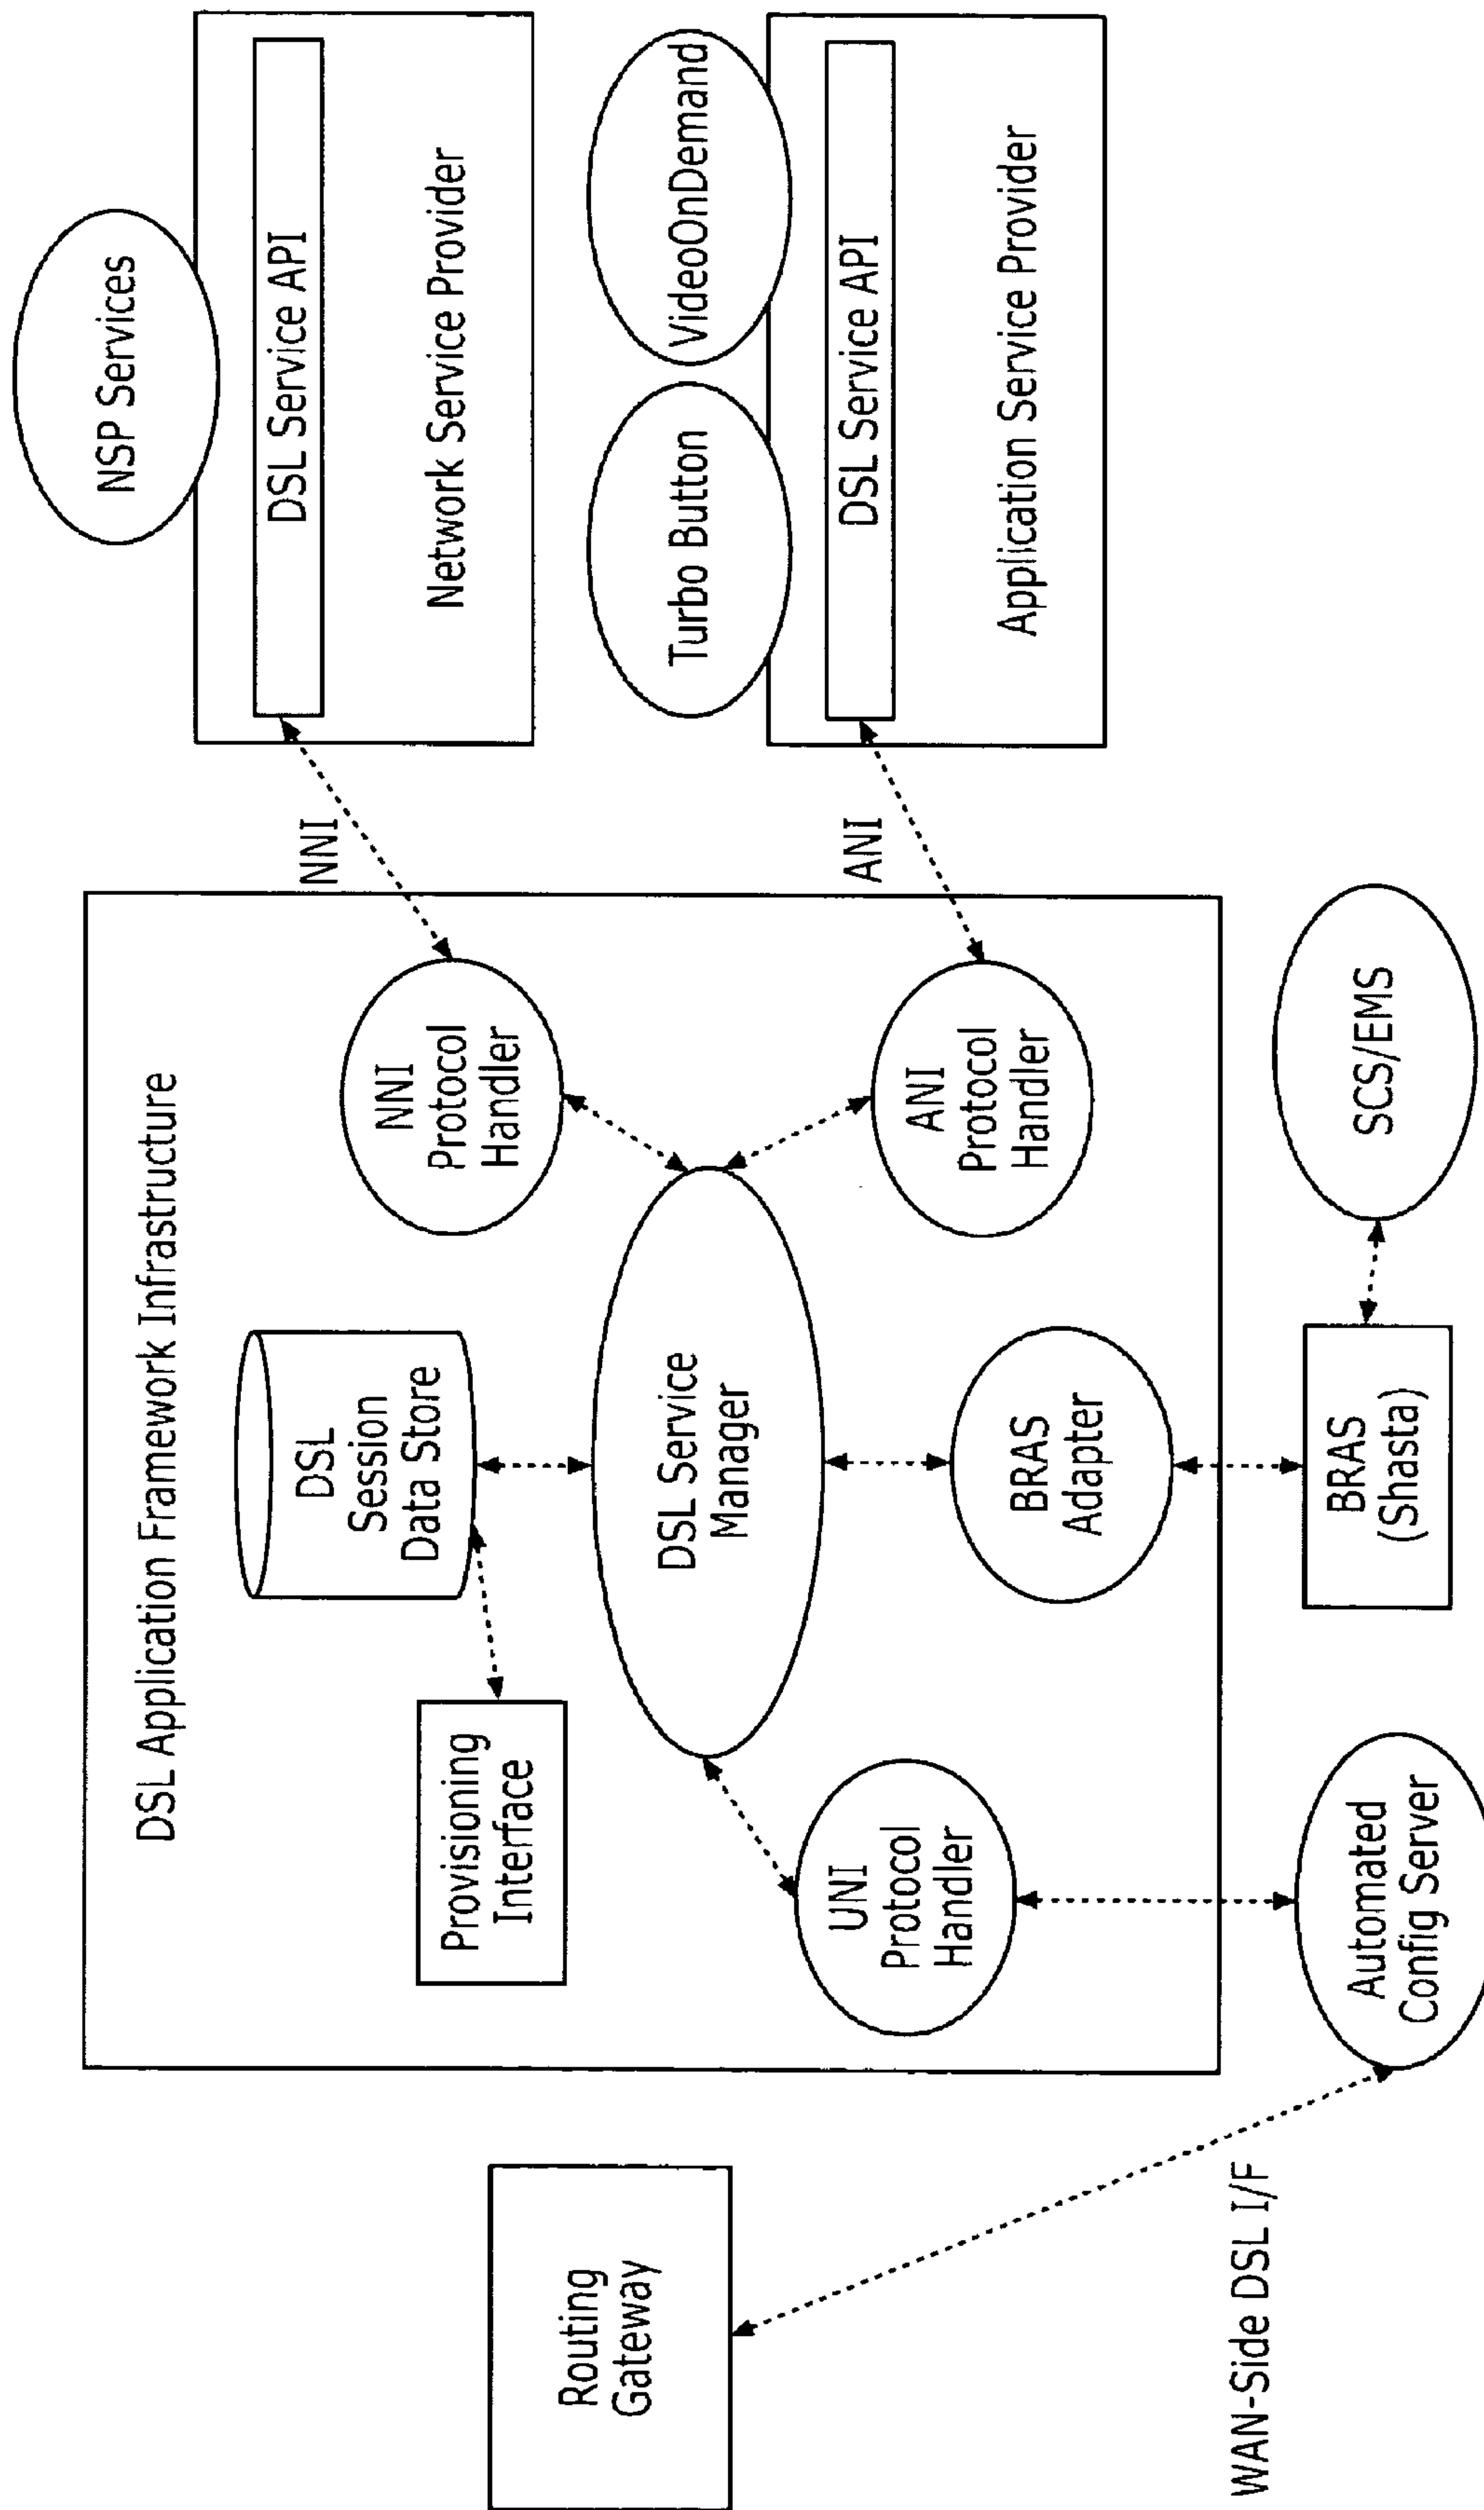 DSL Application Framework Infrastructure
Routing
Gateway
WAN-Side DSL I/F
Provisioning
Interface
DSL
Session
Data Store
DSL Service
Manager
UNI
Protocol
Handler
BRAS
Adapter
NNI
Protocol
Handler
ANI
Protocol
Handler
Automated
Config Server
BRAS
(Shasta)
SCS/EMS
NNI
ANI
NSP Services
DSL Service API
Network Service Provider
Turbo Button
VideoOnDemand
DSL Service API
Application Service Provider